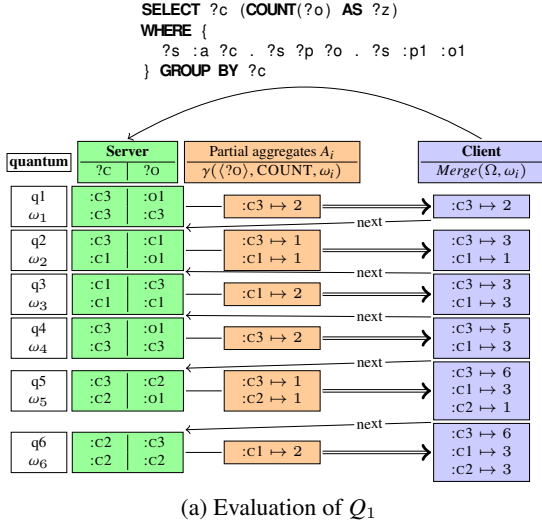 SELECT ?c (COUNT(?o) AS ?z)
WHERE {
?s :a ?c . ?s ?p ?o . ?s :p1 :o1
} GROUP BY ?c
quantum Server Partial aggregates Aᵢ Client
?C ?O γ(⟨?O⟩, COUNT, ωᵢ) Merge(Ω, ωᵢ)
q1 :C3 :O1 :C3 ↦ 2 :C3 ↦ 2
ω₁ :C3 :C3
next
q2 :C3 :C1 :C3 ↦ 1 :C3 ↦ 3
ω₂ :C1 :O1 :C1 ↦ 1 :C1 ↦ 1
next
q3 :C1 :C3 :C1 ↦ 2 :C3 ↦ 3
ω₃ :C1 :C1 :C1 ↦ 3
next
q4 :C3 :O1 :C3 ↦ 2 :C3 ↦ 5
ω₄ :C3 :C3 :C1 ↦ 3
next
:C3 ↦ 6
q5 :C3 :C2 :C3 ↦ 1 :C1 ↦ 3
ω₅ :C2 :O1 :C2 ↦ 1 :C2 ↦ 1
next
:C3 ↦ 6
q6 :C2 :C3 :C1 ↦ 2 :C1 ↦ 3
ω₆ :C2 :C2 :C2 ↦ 3
(a) Evaluation of Q₁